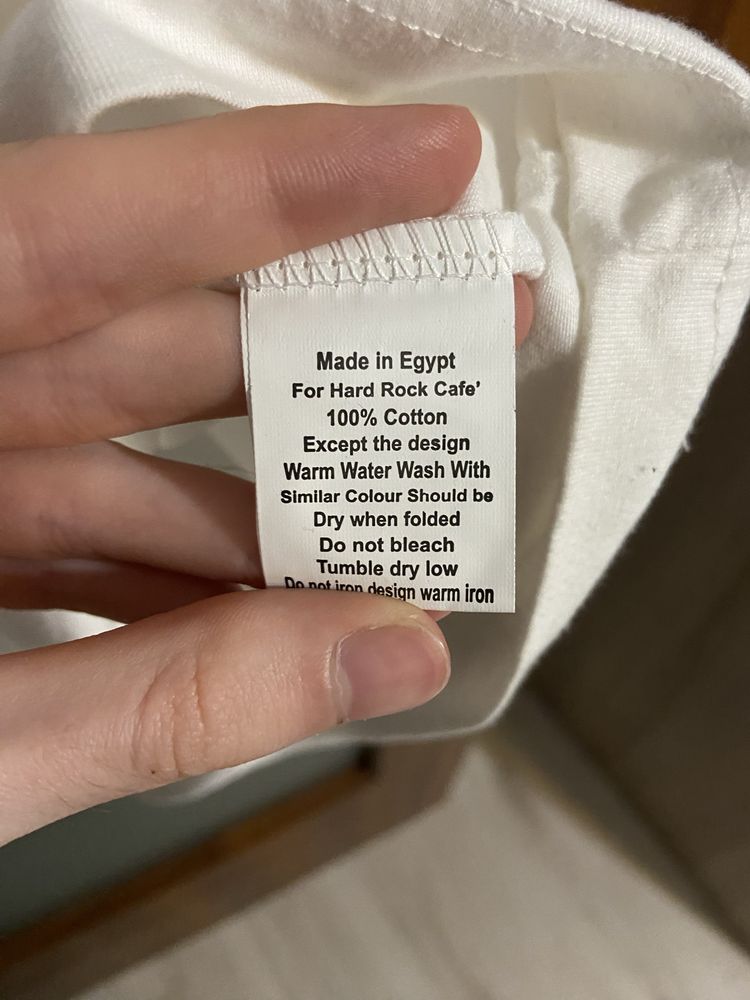 Made in Egypt
For Hard Rock Cafe'
100% Cotton
Except the design
Warm Water Wash With
Similar Colour Should be
Dry when folded
Do not bleach
Tumble dry low
Do not iron design warm iron